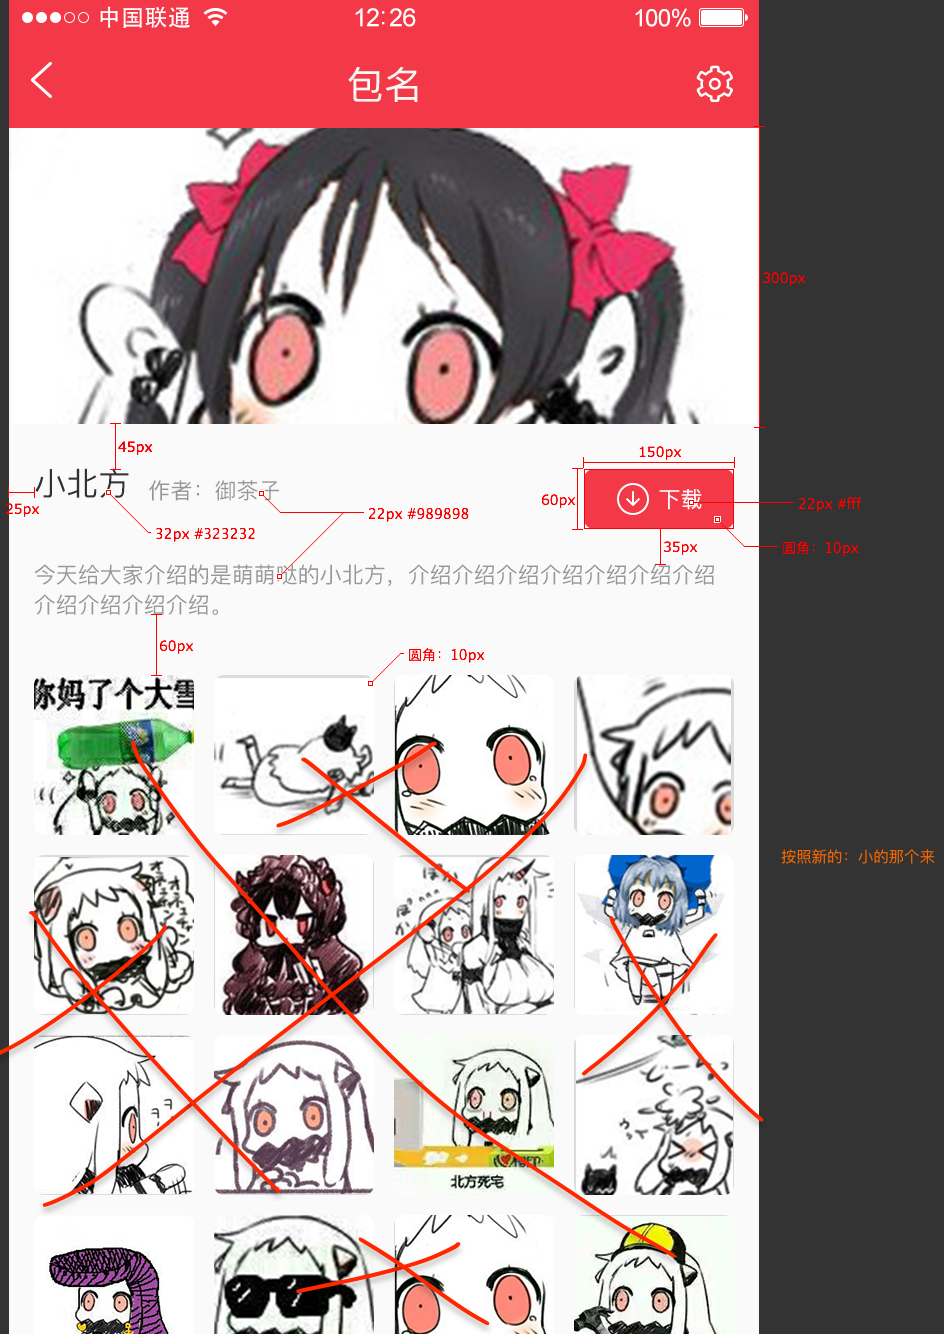 中国联通 12:26 100%
包名
300px
45px
150px
小北方 作者：御茶子
60px 下载 22px #fff
25px
22px #989898
32px #323232
35px 圆角：10px
今天给大家介绍的是萌萌哒的小北方，介绍介绍介绍介绍介绍介绍介绍
介绍介绍介绍介绍。
60px
圆角：10px
你妈了个大雪
按照新的：小的那个来
北方死宅